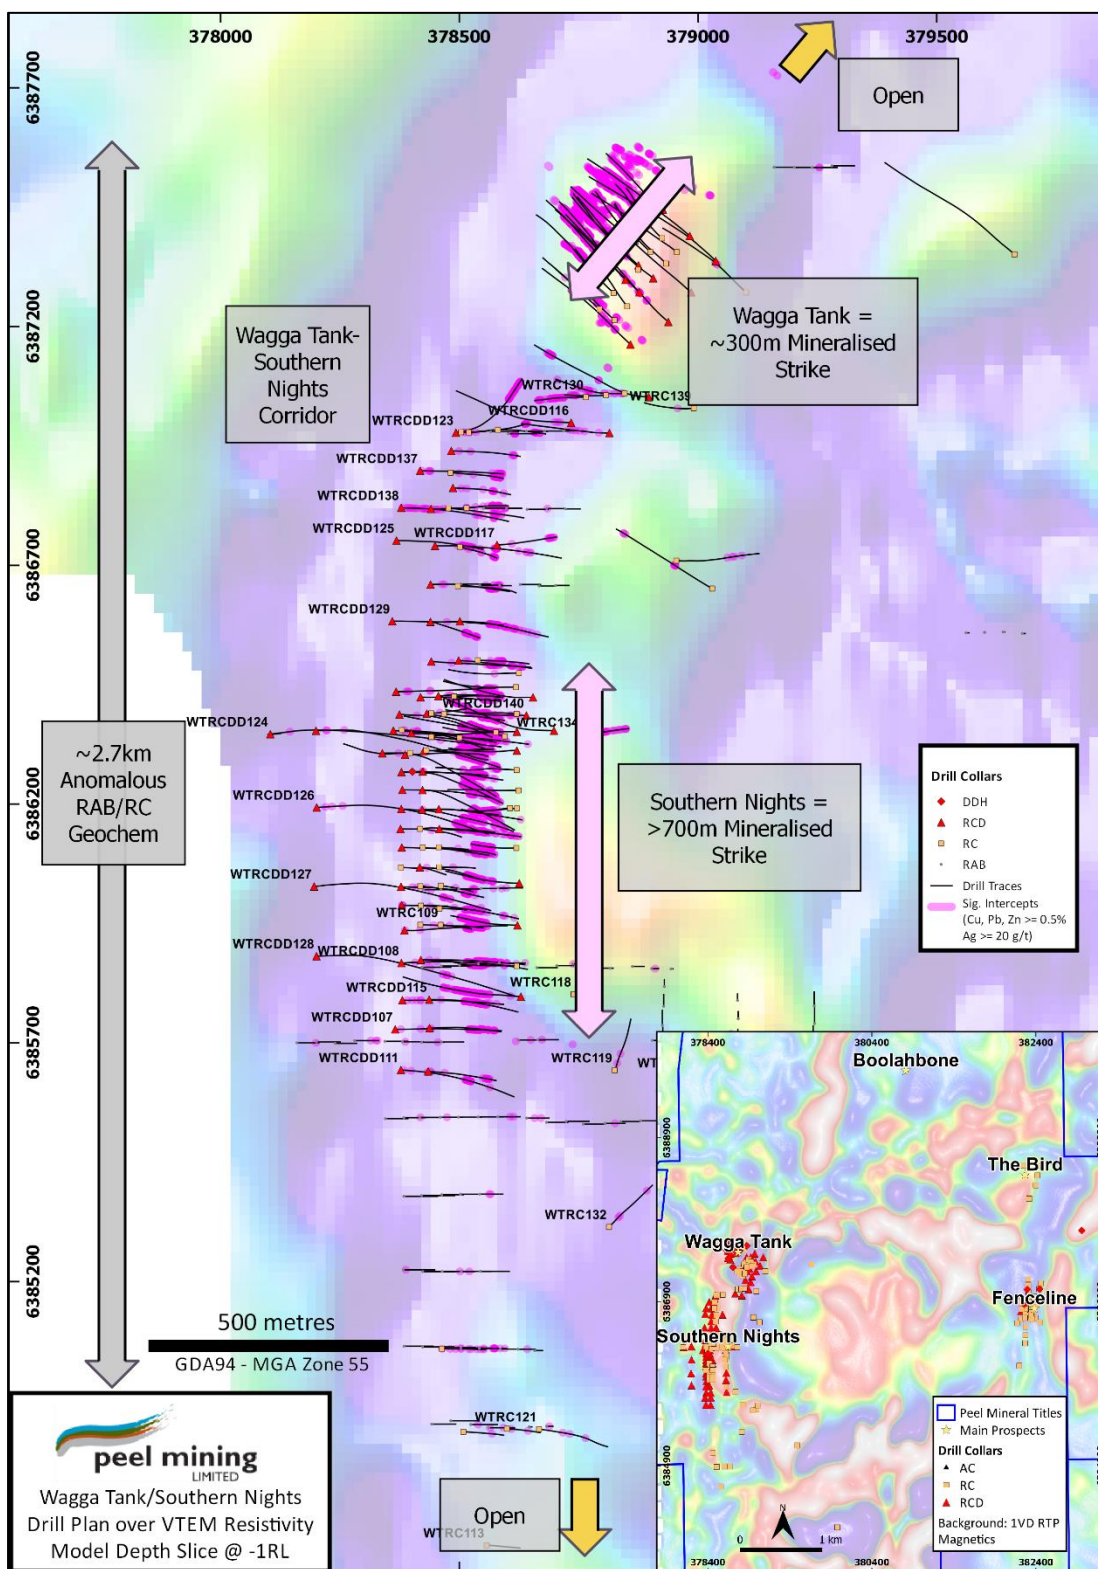 378000
378500
379000
379500
6387700
6387200
6386700
6386200
6385700
6385200
Open
Wagga Tank =
~300m Mineralised
Strike
Wagga Tank-
Southern
Nights
Corridor
WTRC130
WTRC139
WTRCDD116
WTRCDD123
WTRCDD137
WTRCDD138
WTRCDD125
WTRCDD117
WTRCDD129
WTRCDD140
WTRC134
WTRCDD124
~2.7km
Anomalous
RAB/RC
Geochem
WTRCDD126
Southern Nights =
>700m Mineralised
Strike
Drill Collars
DDH
RCD
RC
RAB
Drill Traces
Sig. Intercepts
(Cu, Pb, Zn >= 0.5%
Ag >= 20 g/t)
WTRCDD127
WTRC109
WTRCDD128
WTRCDD108
WTRC118
WTRCDD115
WTRCDD107
WTRCDD111
WTRC119
WT
WTRC132
500 metres
GDA94 - MGA Zone 55
WTRC121
Open
WTRC113
peel mining
LIMITED
Wagga Tank/Southern Nights
Drill Plan over VTEM Resistivity
Model Depth Slice @ -1RL
378400
380400
382400
Boolahbone
6388900
The Bird
Wagga Tank
6386900
Fenceline
Southern Nights
6384900
Peel Mineral Titles
Main Prospects
Drill Collars
AC
RC
RCD
Background: 1VD RTP
Magnetics
N
0
1 km
378400
380400
382400